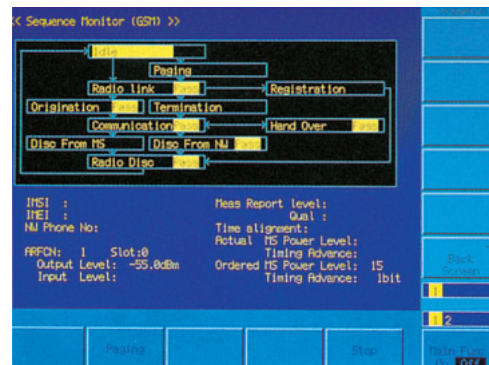 << Sequence Monitor (GSM) >>
Idle
Paging
Radio link Pass Registration
Origination Pass Termination
Communication Pass Hand Over Pass
Disc From MS Disc From NW Pass
Radio Disc Pass
IMSI : Meas Report level:
IMEI : Qual :
NW Phone No: Time alignment:
Actual MS Power Level:
ARFCN: 1 Slot:0 Timing Advance:
Output Level: -55.0dBm Ordered MS Power Level: 15
Input Level: Timing Advance: 1bit
Back
Screen
1
1 2
Paging Stop Main Func
On Off